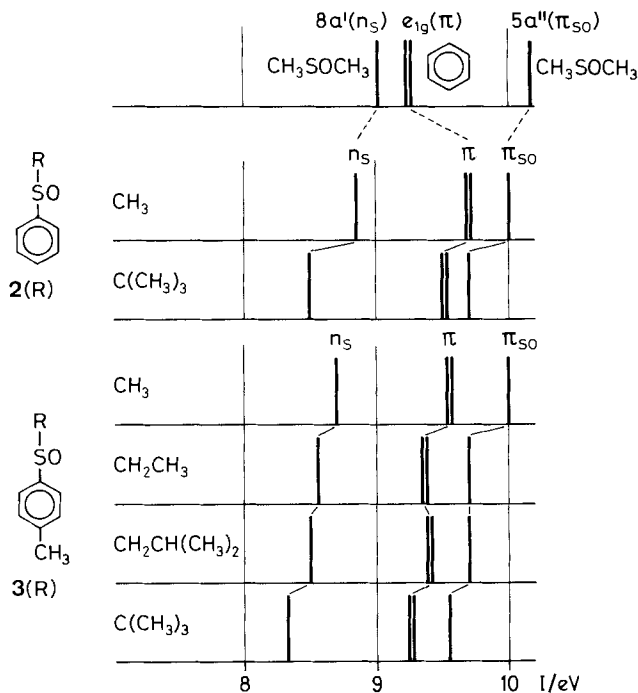 8a'(nS) e1g(π) 5a''(πSO)
CH3SOCH3 CH3SOCH3
nS π πSO
R
SO
CH3
2(R)
C(CH3)3
nS π πSO
CH3
R
SO
CH2CH3
CH3
CH2CH(CH3)2
3(R)
C(CH3)3
8 9 10 I/eV